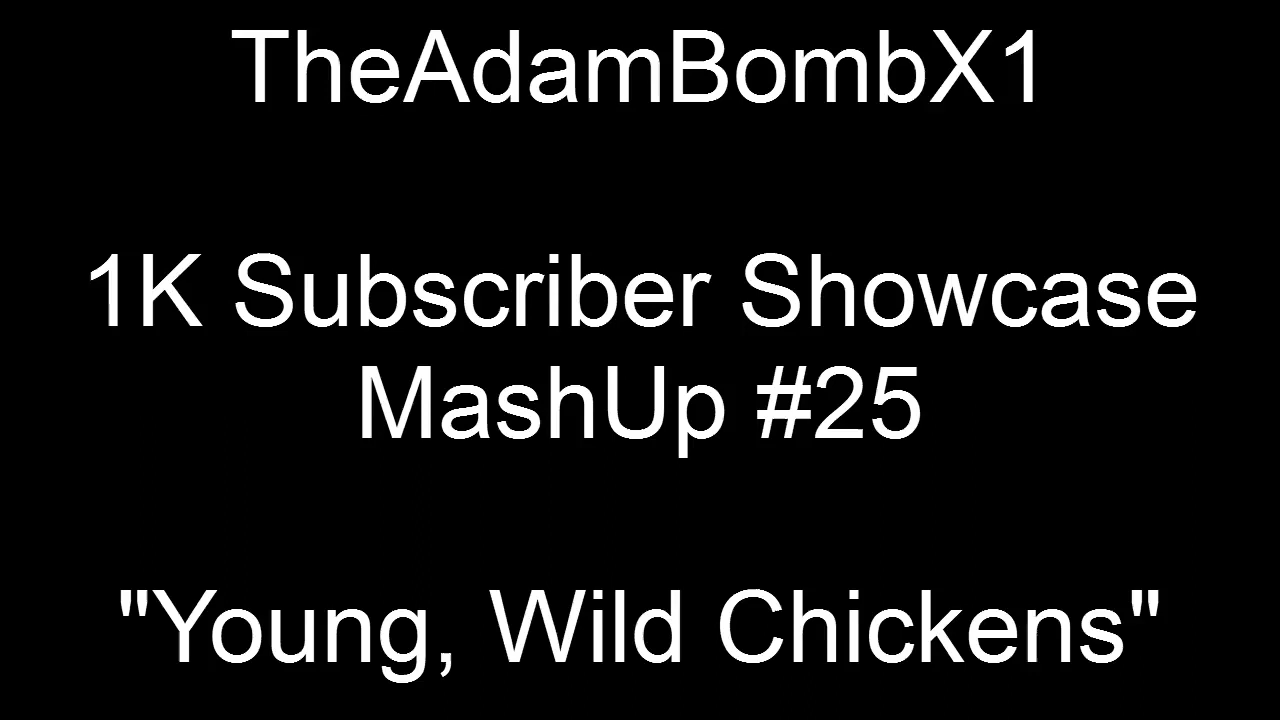 TheAdamBombX1
1K Subscriber Showcase
MashUp #25
"Young, Wild Chickens"